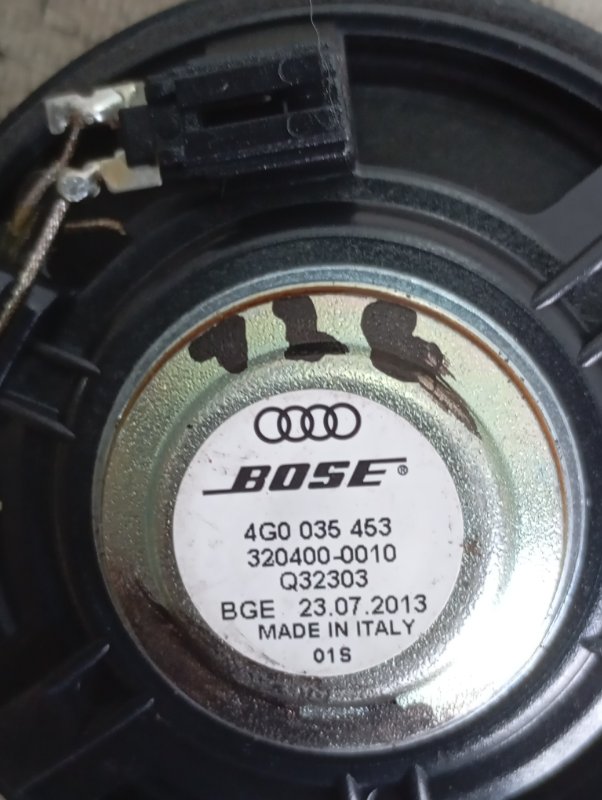 BOSE®
4G0 035 453
320400-0010
Q32303
BGE 23.07.2013
MADE IN ITALY
01S